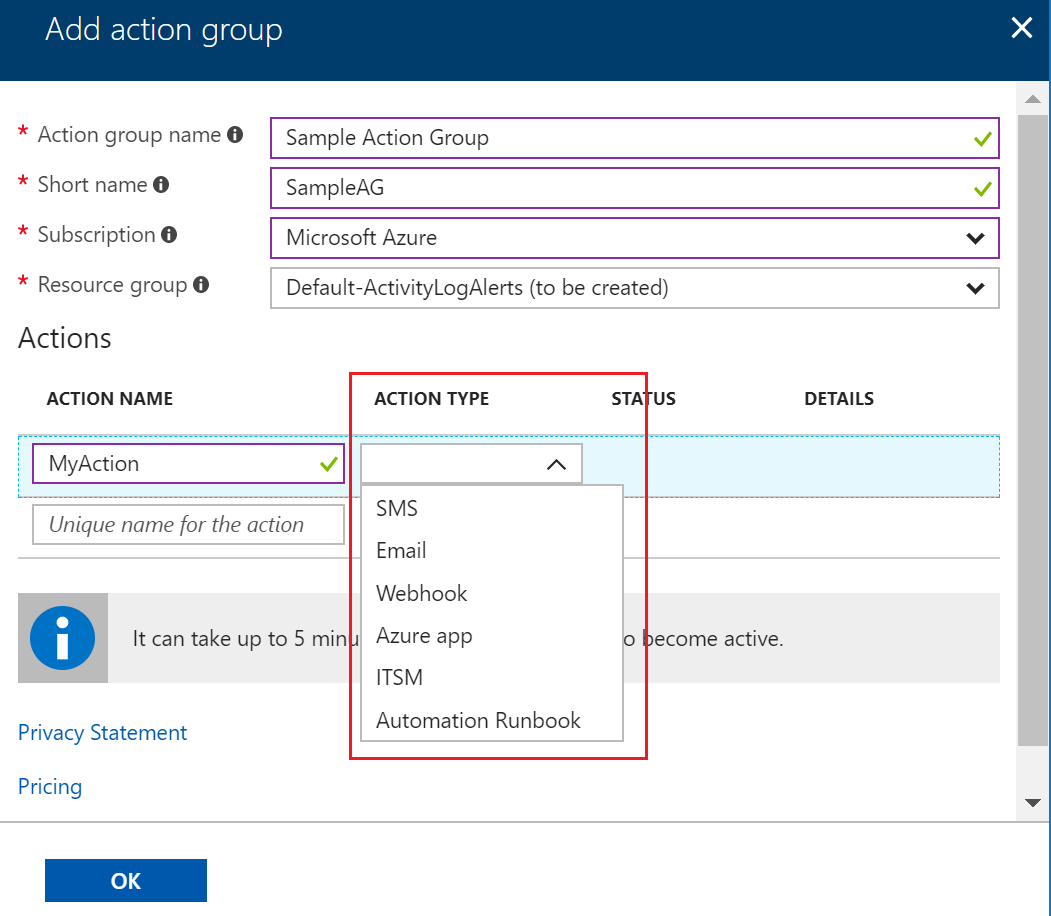 Add action group
* Action group name
Sample Action Group
* Short name
SampleAG
* Subscription
Microsoft Azure
* Resource group
Default-ActivityLogAlerts (to be created)
Actions
ACTION NAME ACTION TYPE STATUS DETAILS
MyAction
Unique name for the action
SMS
Email
Webhook
Azure app
ITSM
Automation Runbook
It can take up to 5 minu o become active.
Privacy Statement
Pricing
OK